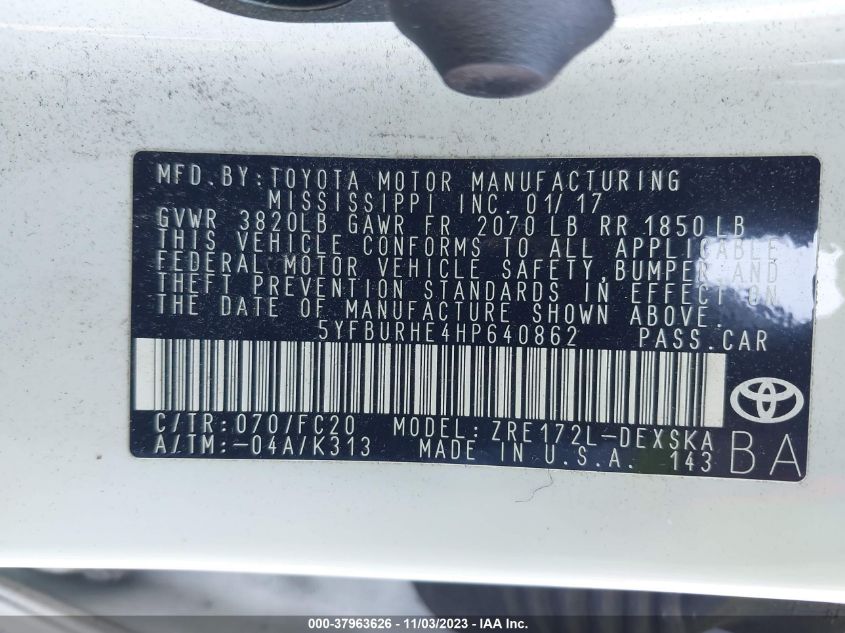 MFD.BY:TOYOTA MOTOR MANUFACTURING
MISSISSIPPI INC. 01/17
GVWR 3820LB GAWR FR 2070 LB RR 1850 LB
THIS VEHICLE CONFORMS TO ALL APPLICABLE
FEDERAL MOTOR VEHICLE SAFETY,BUMPER,AND
THEFT PREVENTION STANDARDS IN EFFECT ON
THE DATE OF MANUFACTURE SHOWN ABOVE.
5YFBURHE4HP640862 PASS.CAR
C/TR:070/FC20 MODEL: ZRE172L-DEXSKA
A/TM:-04A/K313 MADE IN U.S.A. 143
BA
000-37963626 - 11/03/2023 - IAA Inc.